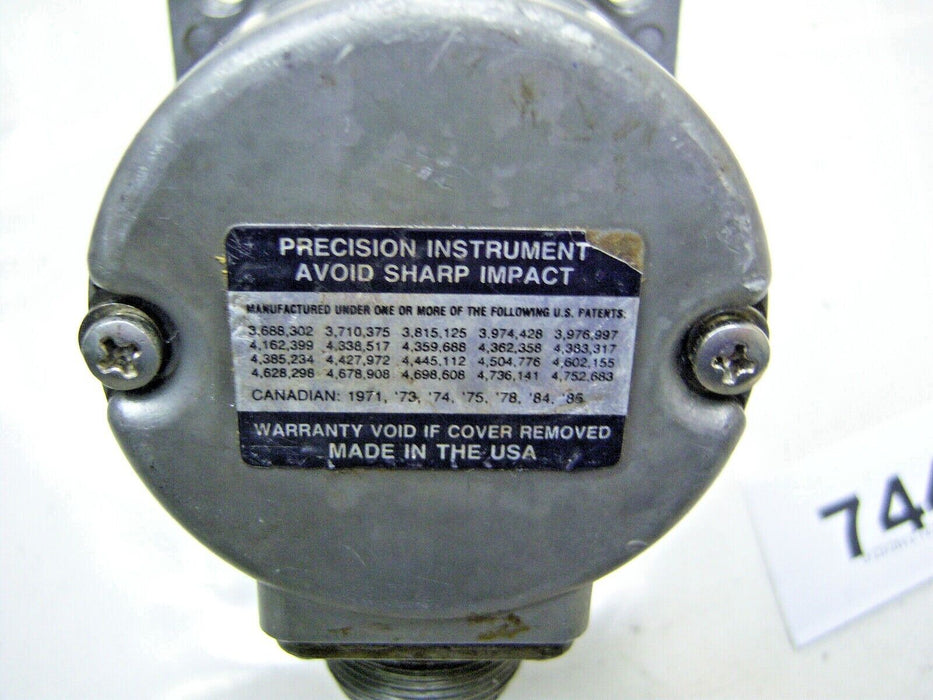 PRECISION INSTRUMENT
AVOID SHARP IMPACT
MANUFACTURED UNDER ONE OR MORE OF THE FOLLOWING U.S. PATENTS:
3,688,302 3,710,375 3,815,125 3,974,428 3,976,997
4,162,399 4,338,517 4,359,688 4,362,358 4,383,317
4,385,234 4,427,972 4,445,112 4,504,776 4,602,155
4,628,298 4,678,908 4,698,608 4,736,141 4,752,683
CANADIAN: 1971, '73, '74, '75, '78, '84, '86
WARRANTY VOID IF COVER REMOVED
MADE IN THE USA